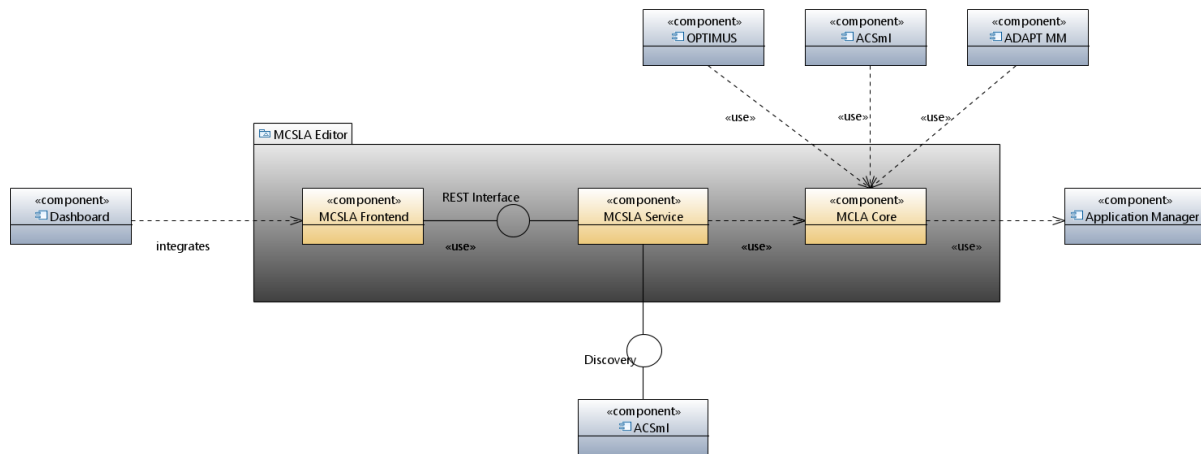 «component»
OPTIMUS
«component»
ACSmI
«component»
ADAPT MM
«use»
«use»
«use»
MCSLA Editor
«component»
Dashboard
integrates
«component»
MCSLA Frontend
REST Interface
«use»
«component»
MCSLA Service
«use»
«component»
MCLA Core
«use»
«component»
Application Manager
Discovery
«component»
ACSmI